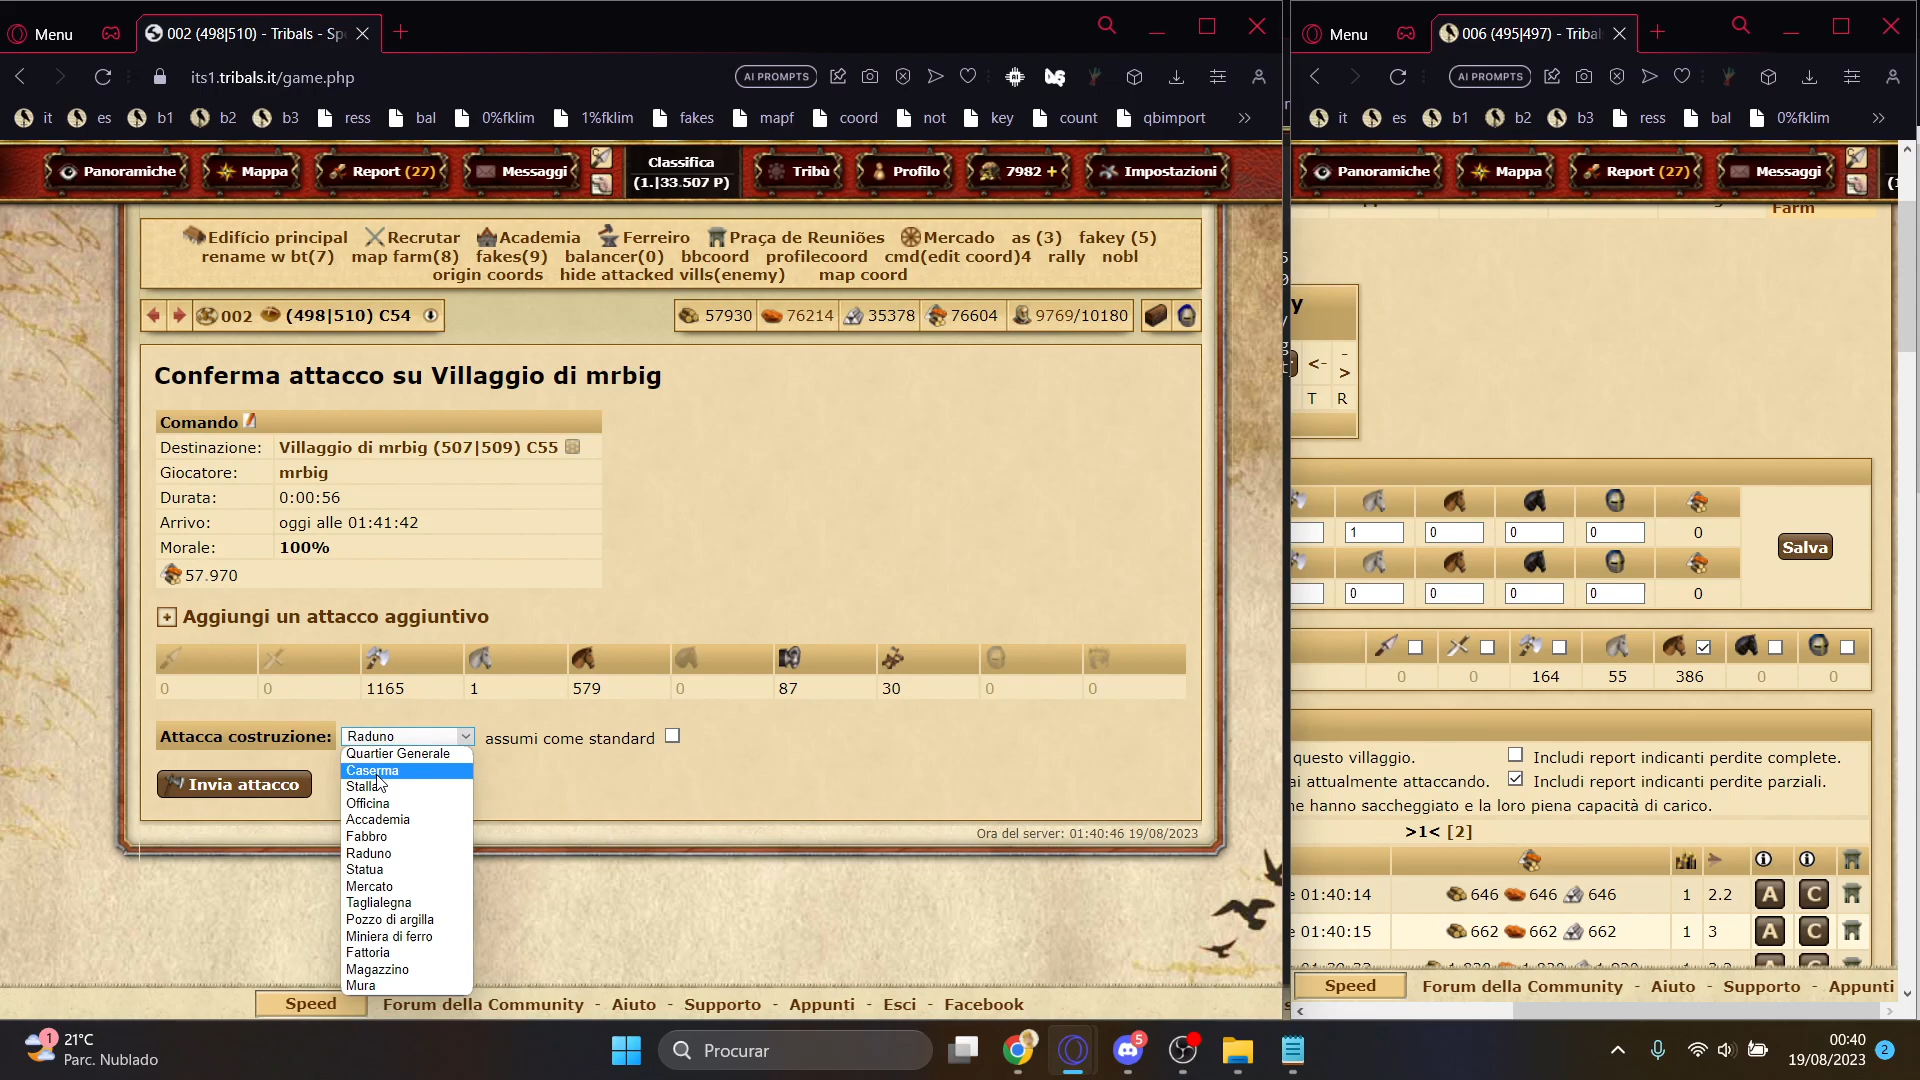 Menu
002 (498|510) - Tribals - Sp
its1.tribals.it/game.php
AI PROMPTS
it es b1 b2 b3 ress bal 0%fklim 1%fklim fakes mapf coord not key count qbimport »
Panoramiche Mappa Report (27) Messaggi
Classifica
(1.|33.507 P)
Tribù Profilo 7982 + Impostazioni
Edifício principal Recrutar Academia Ferreiro Praça de Reuniões Mercado as (3) fakey (5)
rename w bt(7) map farm(8) fakes(9) balancer(0) bbcoord profilecoord cmd(edit coord)4 rally nobl
origin coords hide attacked vills(enemy) map coord
002 (498|510) C54
57930 76214 35378 76604 9769/10180
Conferma attacco su Villaggio di mrbig
Comando
Destinazione: Villaggio di mrbig (507|509) C55
Giocatore: mrbig
Durata: 0:00:56
Arrivo: oggi alle 01:41:42
Morale: 100%
57.970
Aggiungi un attacco aggiuntivo
0 0 1165 1 579 0 87 30 0 0
Attacca costruzione: Raduno assumi come standard
Quartier Generale
Caserma
Stalla
Officina
Accademia
Fabbro
Raduno
Statua
Mercato
Taglialegna
Pozzo di argilla
Miniera di ferro
Fattoria
Magazzino
Mura
Invia attacco
Ora del server: 01:40:46 19/08/2023
Speed
Forum della Community - Aiuto - Supporto - Appunti - Esci - Facebook
Menu
006 (495|497) - Tribal
AI PROMPTS
it es b1 b2 b3 ress bal 0%fklim »
Panoramiche Mappa Report (27) Messaggi
Farm
y
<- ->
T R
1 0 0 0 0
0 0 0 0 0
Salva
0 0 164 55 386 0 0
questo villaggio. Includi report indicanti perdite complete.
ai attualmente attaccando. Includi report indicanti perdite parziali.
he hanno saccheggiato e la loro piena capacità di carico.
>1< [2]
e 01:40:14 646 646 646 1 2.2 A C
e 01:40:15 662 662 662 1 3 A C
Speed
Forum della Community - Aiuto - Supporto - Appunti
1
21°C
Parc. Nublado
Procurar
5
00:40
19/08/2023
2